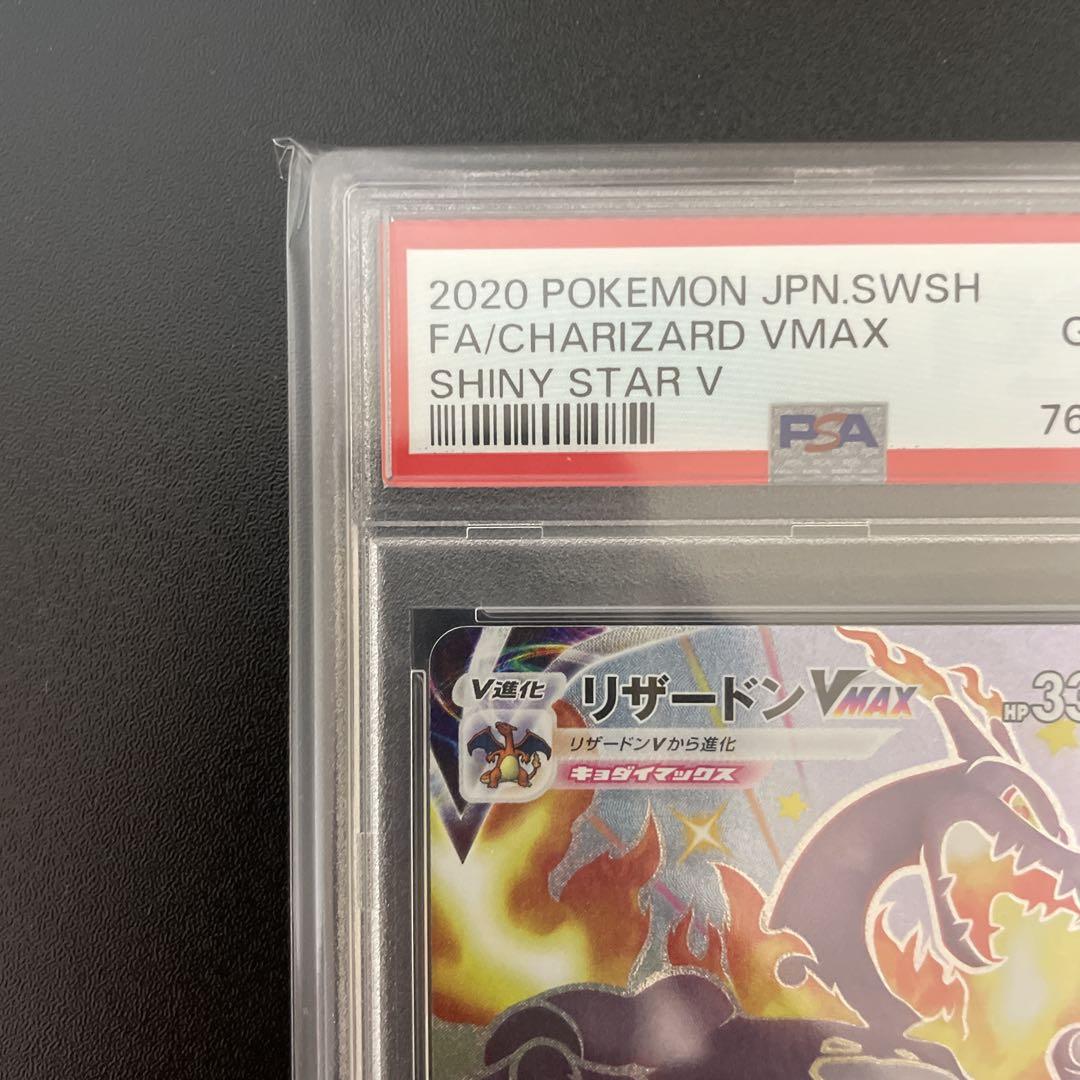 2020 POKEMON JPN.SWSH
FA/CHARIZARD VMAX
SHINY STAR V
PSA
V進化
リザードンVMAX
リザードンVから進化
キョダイマックス
HP